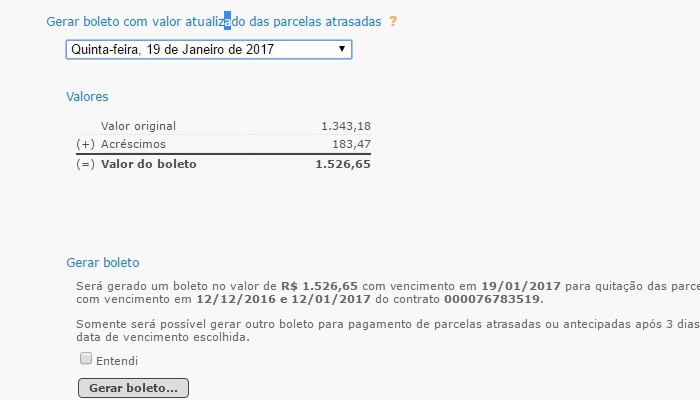 Gerar boleto com valor atualizado das parcelas atrasadas ?
Quinta-feira, 19 de Janeiro de 2017
Valores
Valor original 1.343,18
(+) Acréscimos 183,47
(=) Valor do boleto 1.526,65
Gerar boleto
Será gerado um boleto no valor de R$ 1.526,65 com vencimento em 19/01/2017 para quitação das parce
com vencimento em 12/12/2016 e 12/01/2017 do contrato 000076783519.
Somente será possível gerar outro boleto para pagamento de parcelas atrasadas ou antecipadas após 3 dias
data de vencimento escolhida.
Entendi
Gerar boleto...